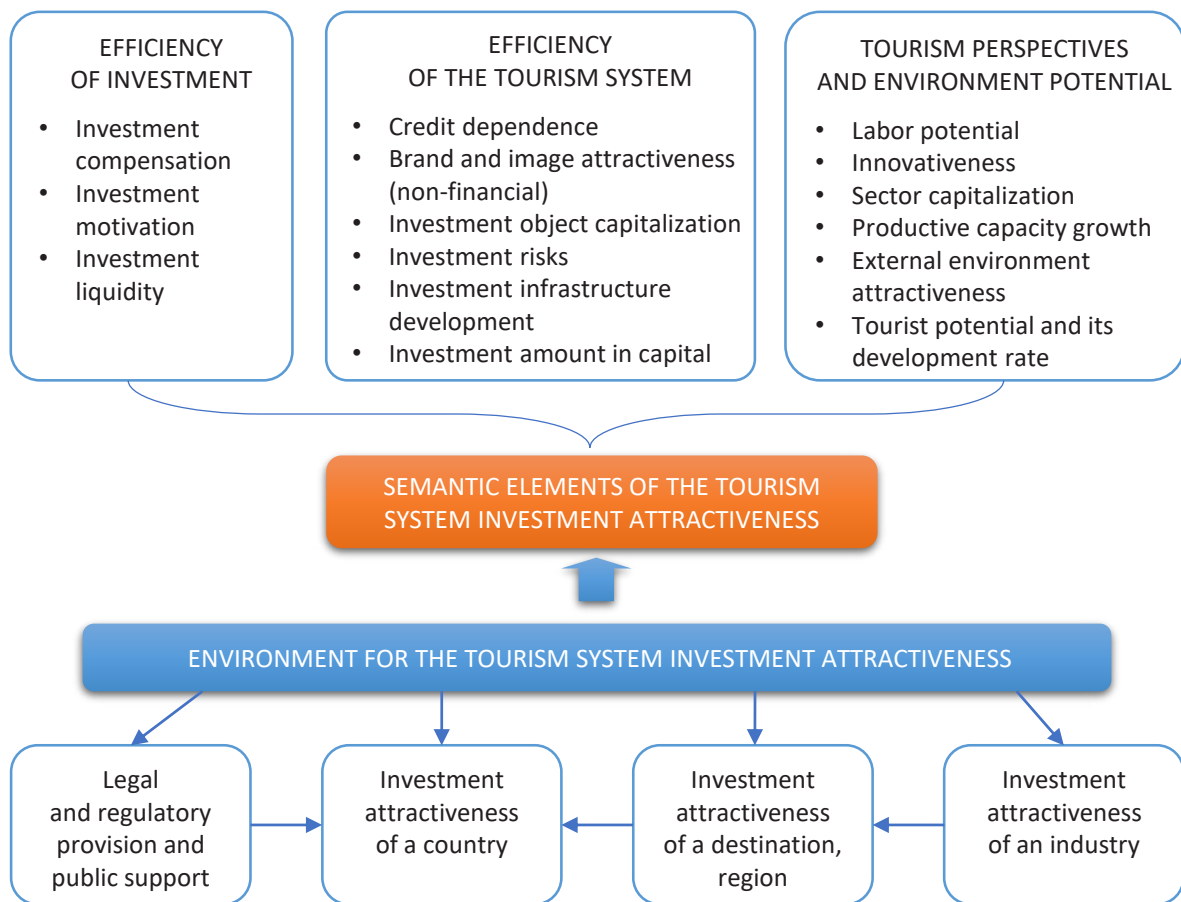 EFFICIENCY
OF INVESTMENT
• Investment
compensation
• Investment
motivation
• Investment
liquidity
EFFICIENCY
OF THE TOURISM SYSTEM
• Credit dependence
• Brand and image attractiveness
(non-financial)
• Investment object capitalization
• Investment risks
• Investment infrastructure
development
• Investment amount in capital
TOURISM PERSPECTIVES
AND ENVIRONMENT POTENTIAL
• Labor potential
• Innovativeness
• Sector capitalization
• Productive capacity growth
• External environment
attractiveness
• Tourist potential and its
development rate
SEMANTIC ELEMENTS OF THE TOURISM
SYSTEM INVESTMENT ATTRACTIVENESS
ENVIRONMENT FOR THE TOURISM SYSTEM INVESTMENT ATTRACTIVENESS
Legal
and regulatory
provision and
public support
Investment
attractiveness
of a country
Investment
attractiveness
of a destination,
region
Investment
attractiveness
of an industry